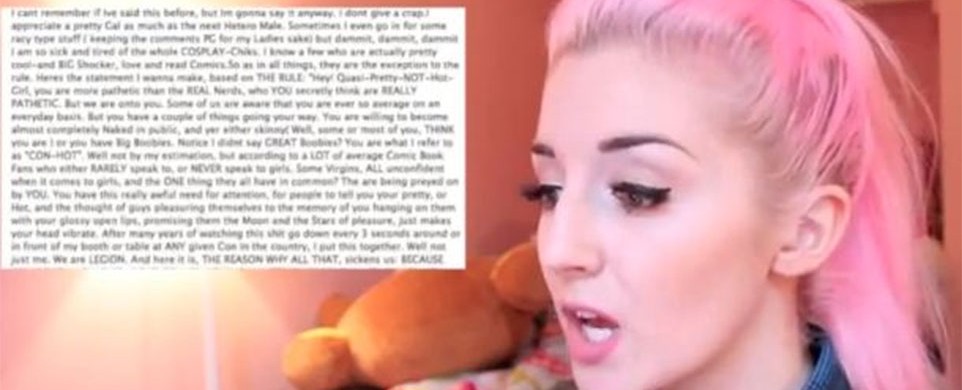 I cant remember if Ive said this before, but Im gonna say it anyway. I dont give a crap.I
appreciate a pretty Gal as much as the next Hetero Male. Sometimes I even go in for some
racy type stuff ( keeping the comments PG for my Ladies sake) but dammit, dammit, dammit
I am so sick and tired of the whole COSPLAY-Chiks. I know a few who are actually pretty
cool-and BIG Shocker, love and read Comics.So as in all things, they are the exception to the
rule. Heres the statement I wanna make, based on THE RULE: "Hey! Quasi-Pretty-NOT-Hot-
Girl, you are more pathetic than the REAL Nerds, who YOU secretly think are REALLY
PATHETIC. But we are onto you. Some of us are aware that you are ever so average on an
everyday basis. But you have a couple of things going your way. You are willing to become
almost completely Naked in public, and yer either skinny( Well, some or most of you, THINK
you are ) or you have Big Boobies. Notice I didnt say GREAT Boobies? You are what I refer to
as "CON-HOT". Well not by my estimation, but according to a LOT of average Comic Book
Fans who either RARELY speak to, or NEVER speak to girls. Some Virgins, ALL unconfident
when it comes to girls, and the ONE thing they all have in common? The are being preyed on
by YOU. You have this really awful need for attention, for people to tell you your pretty, or
Hot, and the thought of guys pleasuring themselves to the memory of you hanging on them
with your glossy open lips, promising them the Moon and the Stars of pleasure, just makes
your head vibrate. After many years of watching this shit go down every 3 seconds around or
in front of my booth or table at ANY given Con in the country, I put this together. Well not
just me. We are LEGION. And here it is, THE REASON WHY ALL THAT, sickens us: BECAUSE